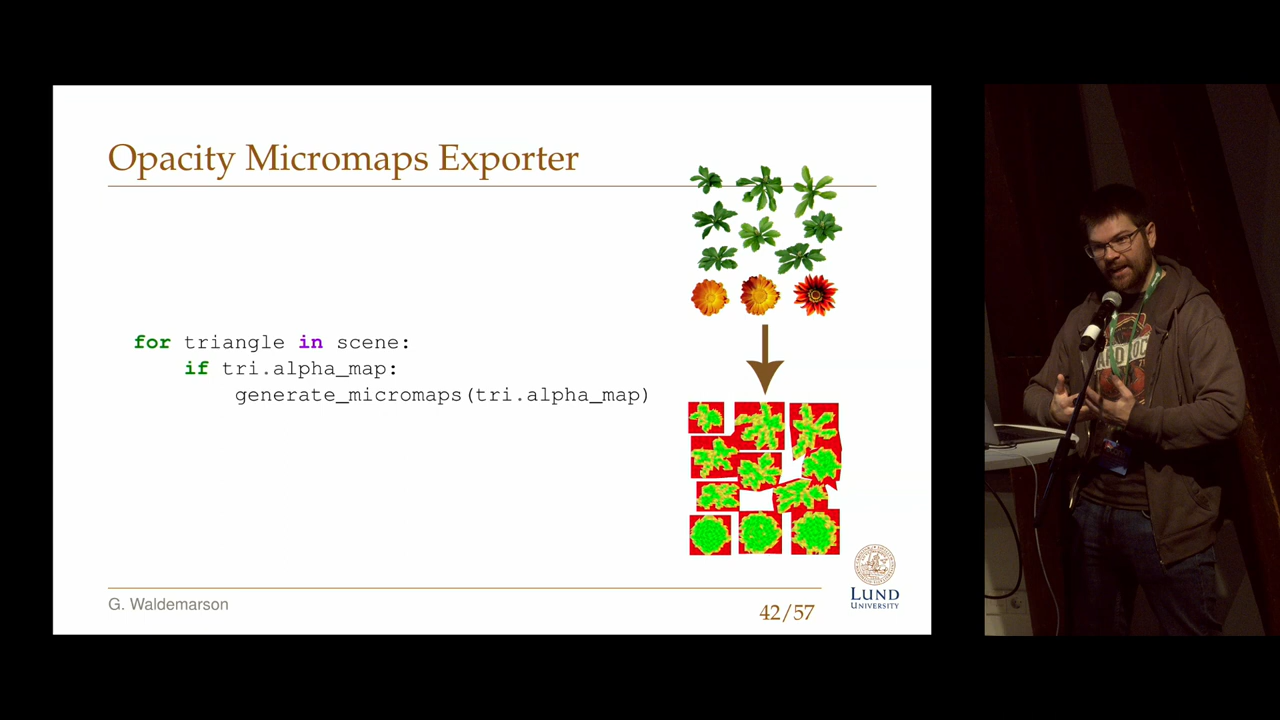 Opacity Micromaps Exporter
for triangle in scene:
if tri.alpha_map:
generate_micromaps(tri.alpha_map)
G. Waldemarson
42/57
LUND
UNIVERSITY